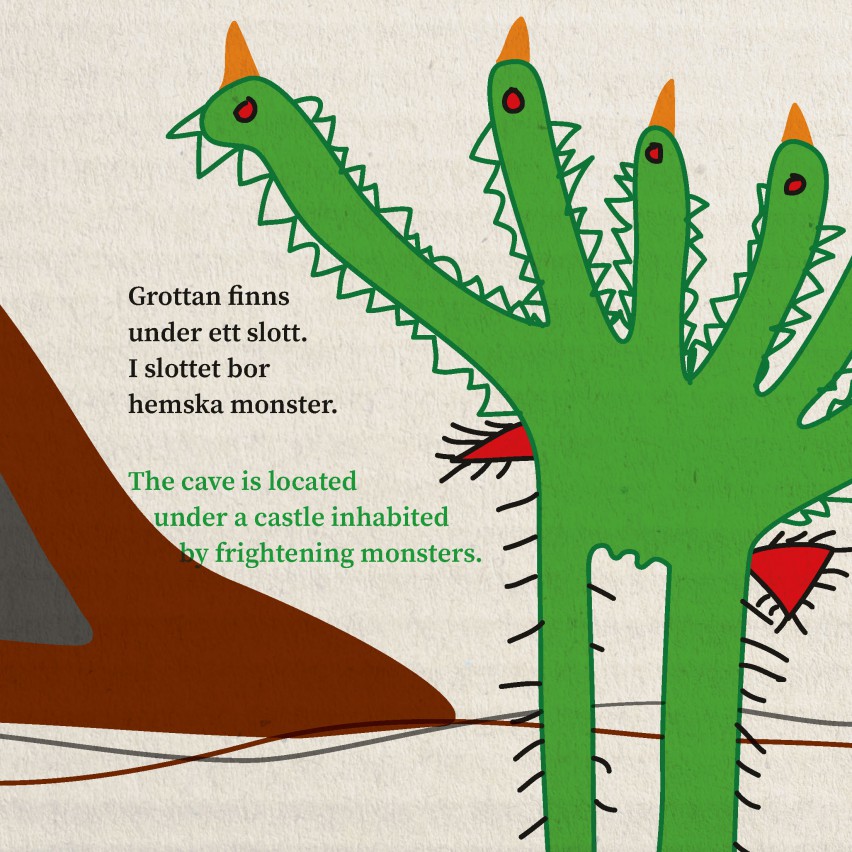 Grottan finns
under ett slott.
I slottet bor
hemska monster.
The cave is located
under a castle inhabited
by frightening monsters.